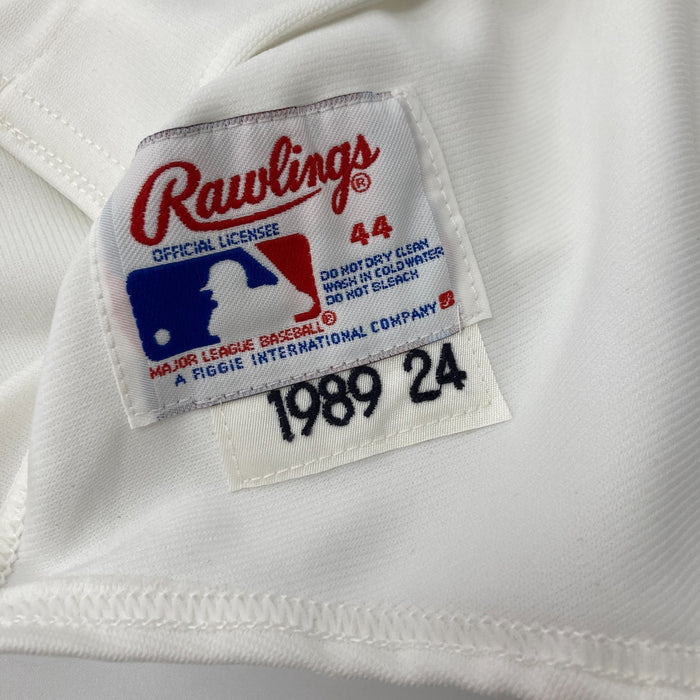 Rawlings®
OFFICIAL LICENSEE
44
DO NOT DRY CLEAN
WASH IN COLD WATER
DO NOT BLEACH
MAJOR LEAGUE BASEBALL®
A FIGGIE INTERNATIONAL COMPANY
1989 24